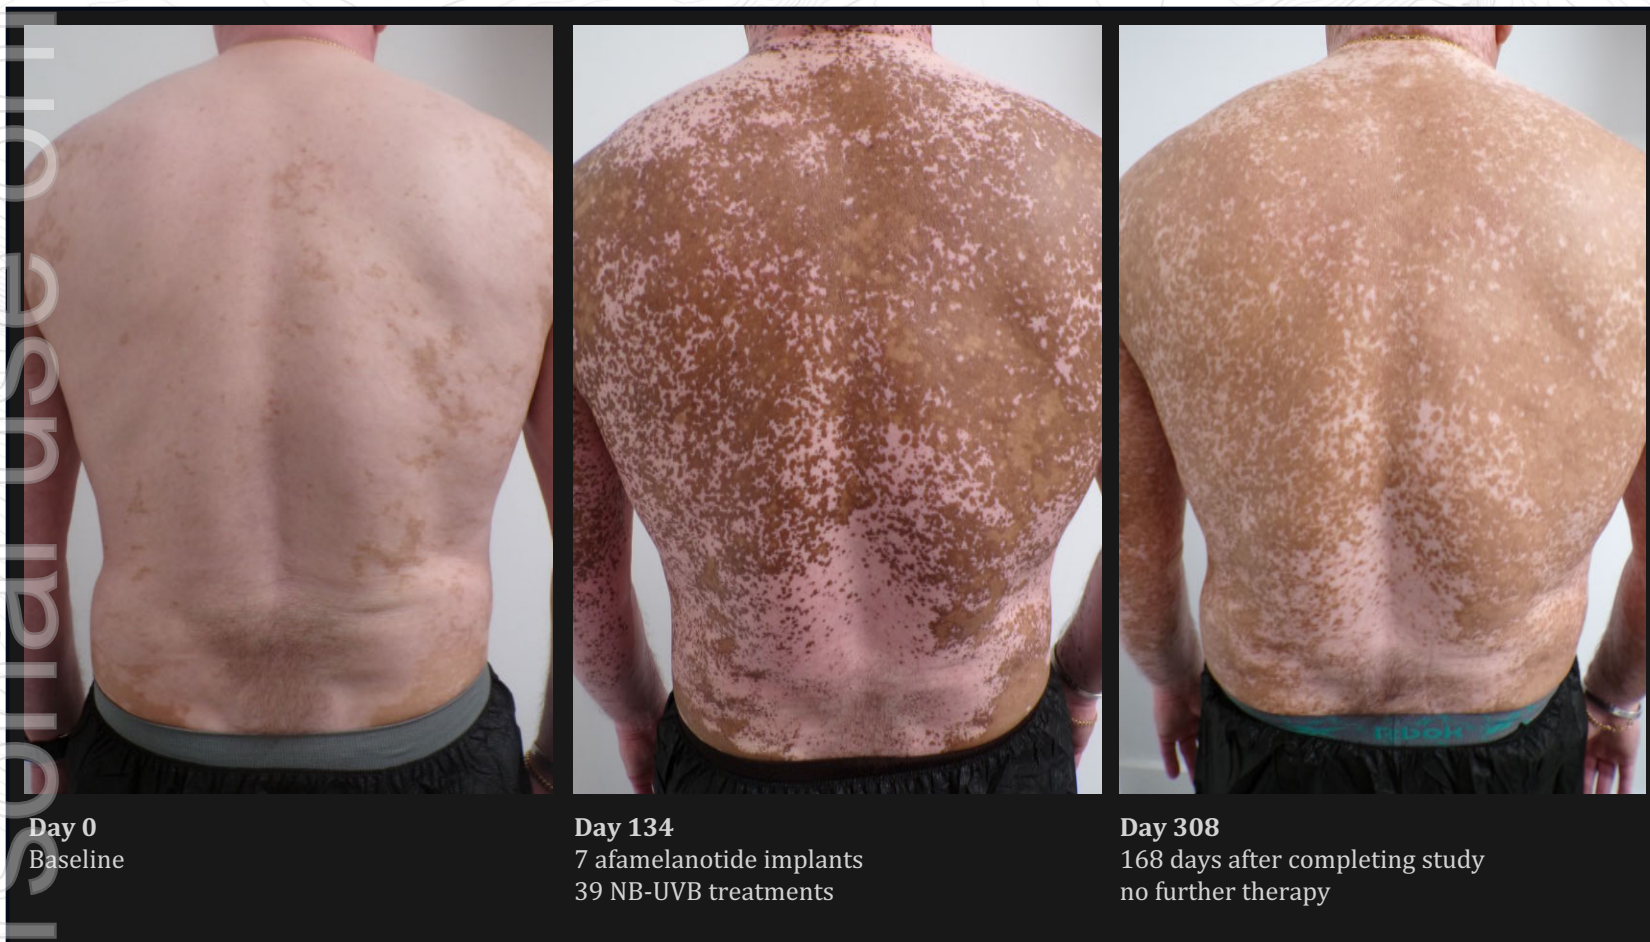 Day 0
Baseline
Day 134
7 afamelanotide implants
39 NB-UVB treatments
Day 308
168 days after completing study
no further therapy